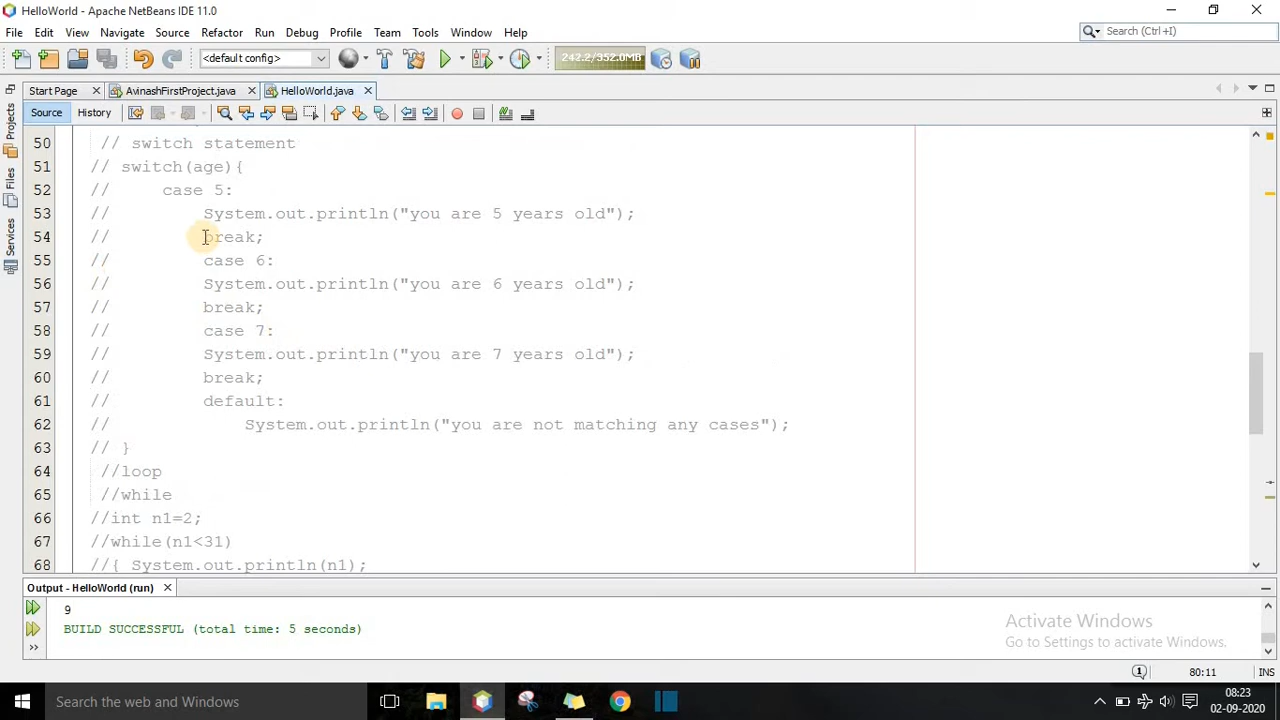 HelloWorld - Apache NetBeans IDE 11.0
File Edit View Navigate Source Refactor Run Debug Profile Team Tools Window Help
Search (Ctrl+I)
<default config>
242.2/352.0MB
Start Page AvinashFirstProject.java HelloWorld.java
Source History
Projects
Files
Services
50 // switch statement
51 // switch(age){
52 // case 5:
53 // System.out.println("you are 5 years old");
54 // break;
55 // case 6:
56 // System.out.println("you are 6 years old");
57 // break;
58 // case 7:
59 // System.out.println("you are 7 years old");
60 // break;
61 // default:
62 // System.out.println("you are not matching any cases");
63 // }
64 //loop
65 //while
66 //int n1=2;
67 //while(n1<31)
68 //{ System.out.println(n1);
Output - HelloWorld (run)
9
BUILD SUCCESSFUL (total time: 5 seconds)
Activate Windows
Go to Settings to activate Windows.
80:11
INS
Search the web and Windows
08:23
02-09-2020